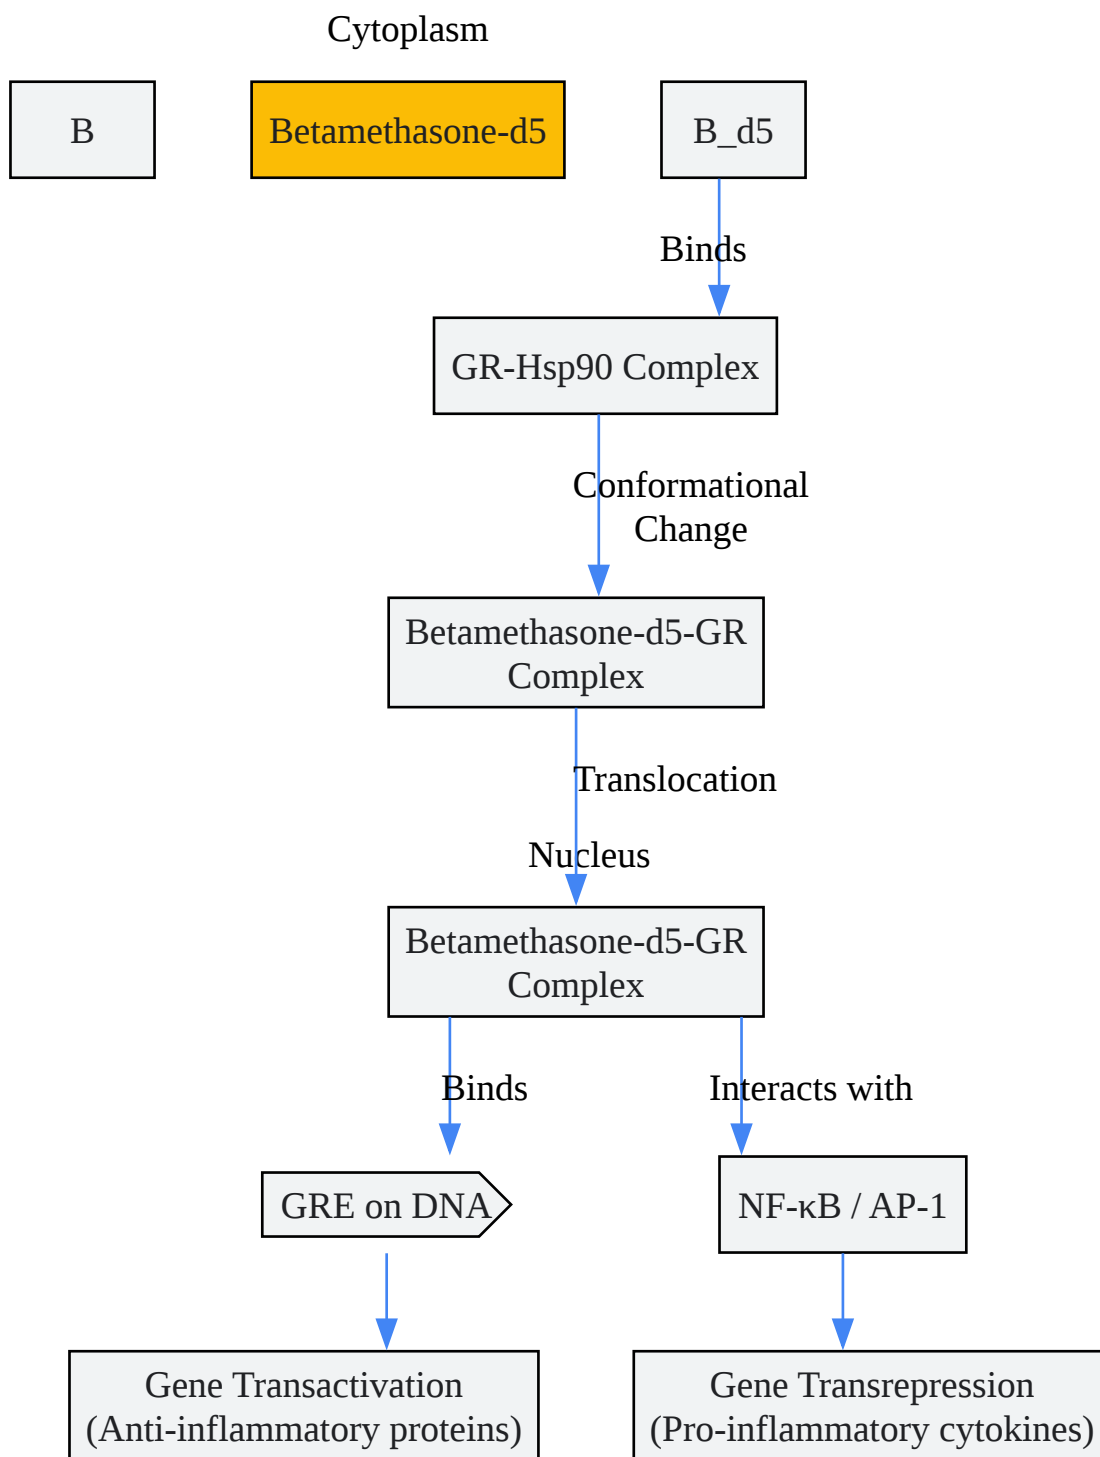 Cytoplasm
B
Betamethasone-d5
B_d5
Binds
GR-Hsp90 Complex
Conformational
Change
Betamethasone-d5-GR
Complex
Translocation
Nucleus
Betamethasone-d5-GR
Complex
Binds
Interacts with
GRE on DNA
NF-κB / AP-1
Gene Transactivation
(Anti-inflammatory proteins)
Gene Transrepression
(Pro-inflammatory cytokines)